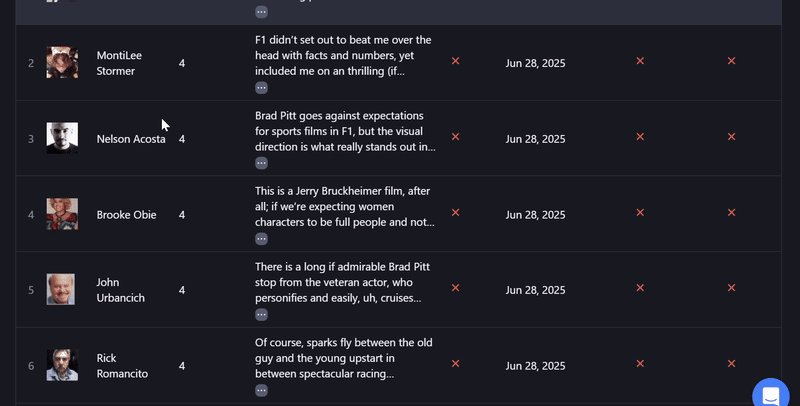 2
MontiLee
Stormer
4
F1 didn’t set out to beat me over the
head with facts and numbers, yet
included me on an thrilling (if...
Jun 28, 2025
3
Nelson Acosta
4
Brad Pitt goes against expectations
for sports films in F1, but the visual
direction is what really stands out in...
Jun 28, 2025
4
Brooke Obie
4
This is a Jerry Bruckheimer film, after
all; if we’re expecting women
characters to be full people and not...
Jun 28, 2025
5
John
Urbancich
4
There is a long if admirable Brad Pitt
stop from the veteran actor, who
personifies and easily, uh, cruises...
Jun 28, 2025
6
Rick
Romancito
4
Of course, sparks fly between the old
guy and the young upstart in
between spectacular racing...
Jun 28, 2025